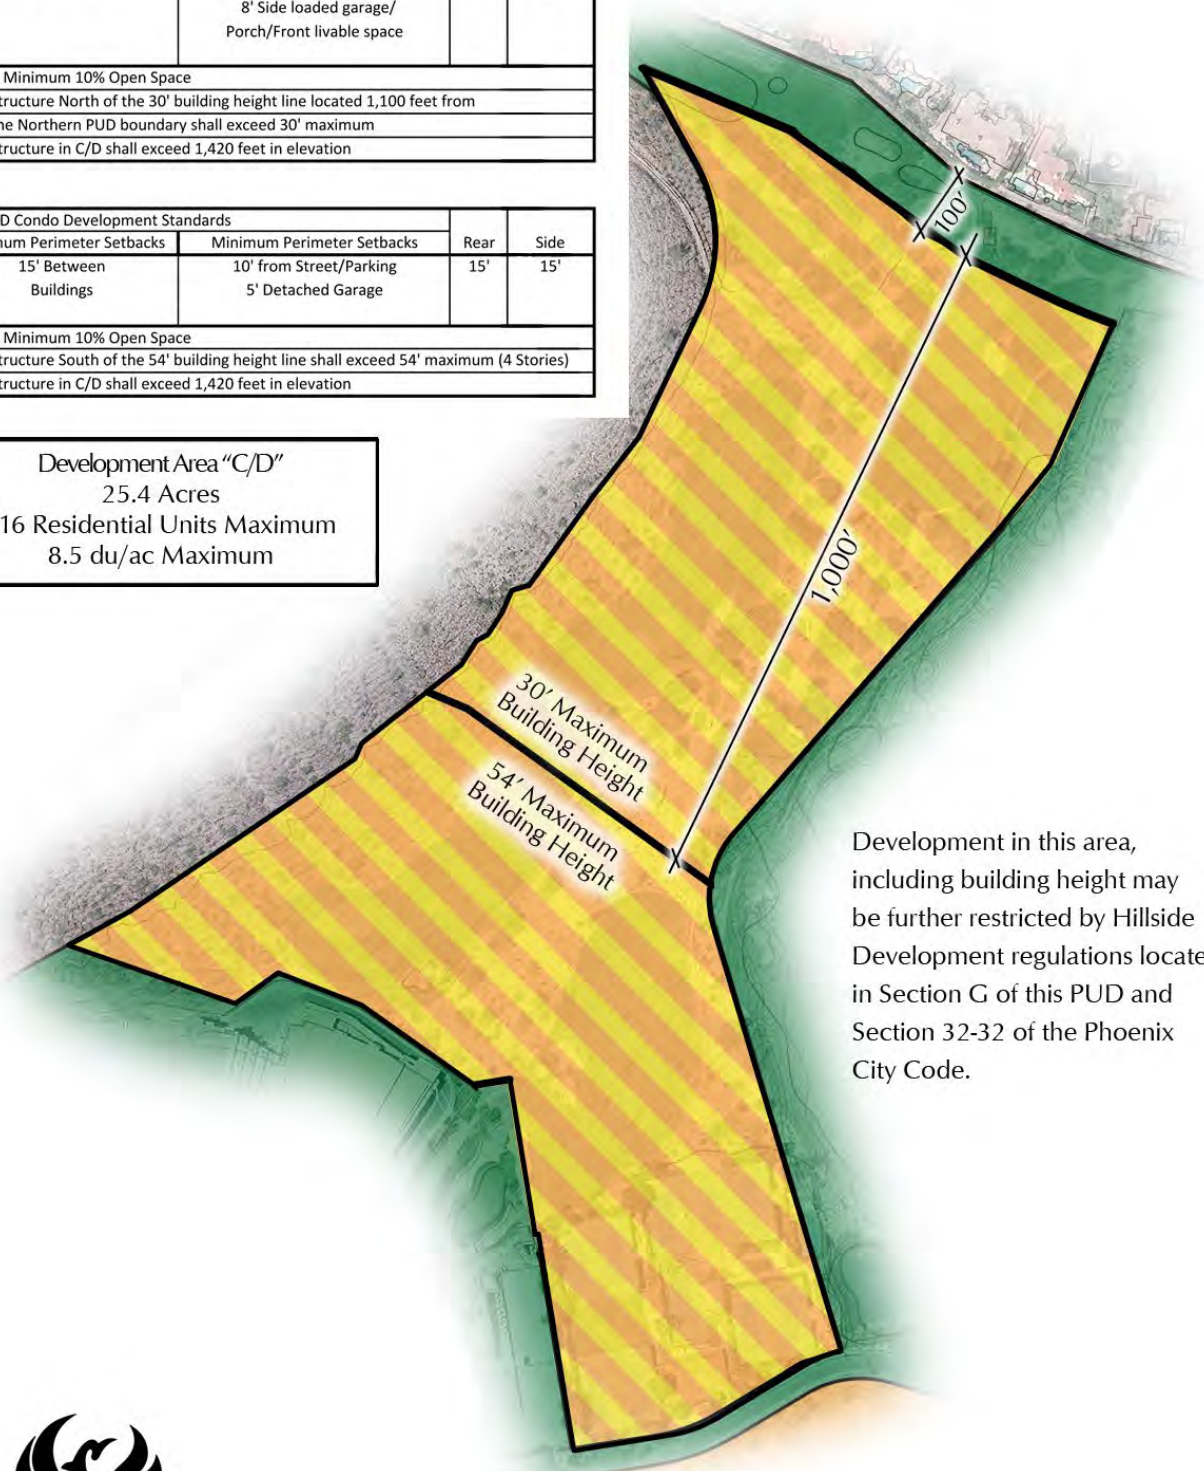 8' Side loaded garage/
Porch/Front livable space
Minimum 10% Open Space
tructure North of the 30' building height line located 1,100 feet from
ne Northern PUD boundary shall exceed 30' maximum
tructure in C/D shall exceed 1,420 feet in elevation
D Condo Development Standards
num Perimeter Setbacks Minimum Perimeter Setbacks Rear Side
15' Between 10' from Street/Parking 15' 15'
Buildings 5' Detached Garage
Minimum 10% Open Space
tructure South of the 54' building height line shall exceed 54' maximum (4 Stories)
tructure in C/D shall exceed 1,420 feet in elevation
Development Area "C/D"
25.4 Acres
16 Residential Units Maximum
8.5 du/ac Maximum
100'
1,000'
30' Maximum
Building Height
54' Maximum
Building Height
Development in this area,
including building height may
be further restricted by Hillside
Development regulations locate
in Section G of this PUD and
Section 32-32 of the Phoenix
City Code.